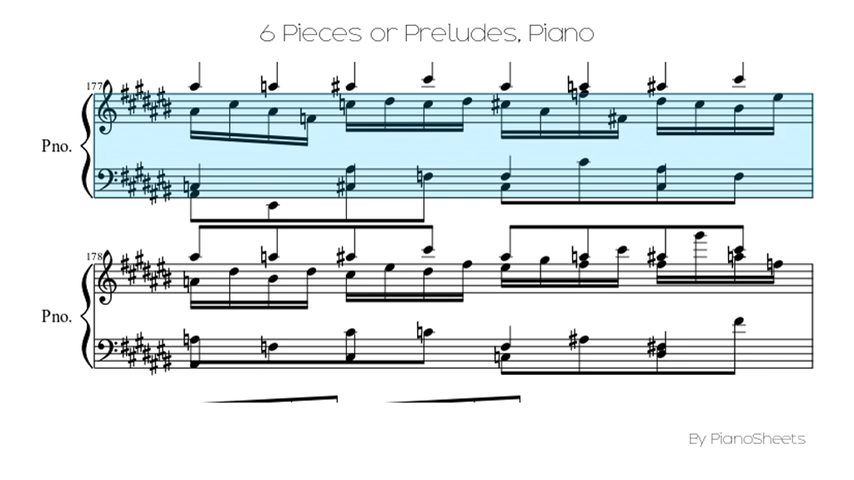 6 Pieces or Preludes, Piano
177
Pno.
178
Pno.
By PianoSheets